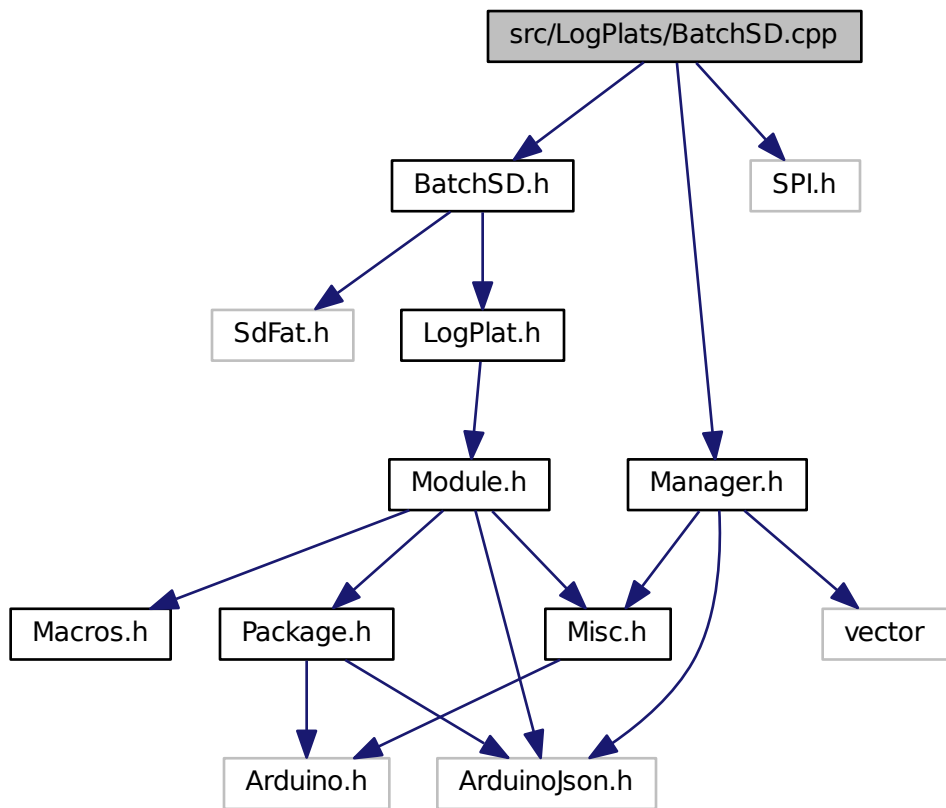 src/LogPlats/BatchSD.cpp
BatchSD.h
SPI.h
SdFat.h
LogPlat.h
Module.h
Manager.h
Macros.h
Package.h
Misc.h
vector
Arduino.h
ArduinoJson.h